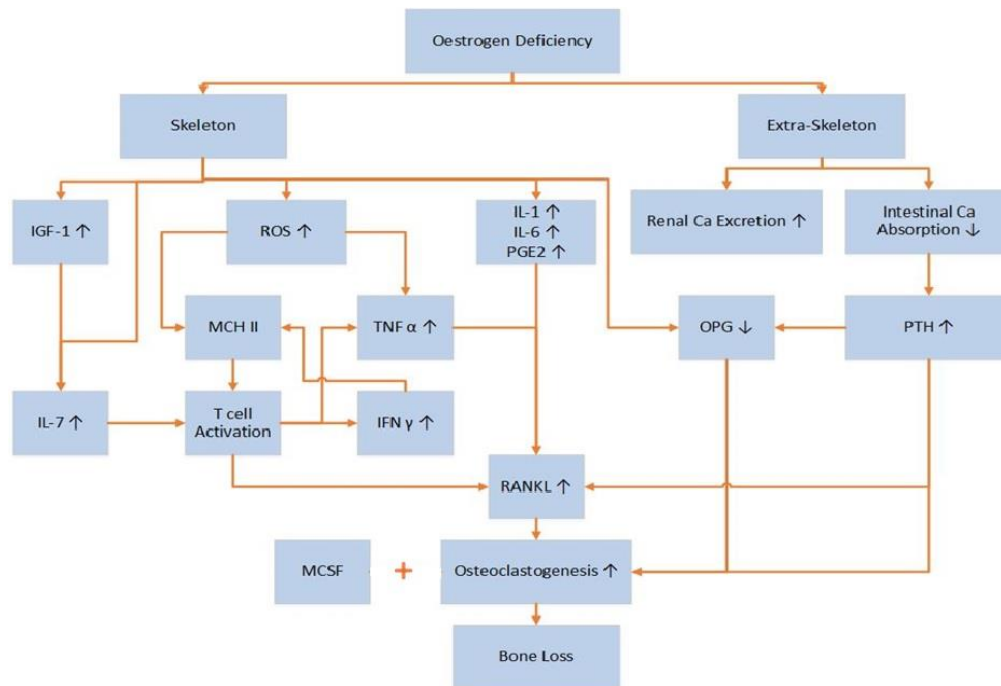 Oestrogen Deficiency
Skeleton
Extra-Skeleton
IGF-1 ↑
ROS ↑
IL-1 ↑
IL-6 ↑
PGE2 ↑
Renal Ca Excretion ↑
Intestinal Ca
Absorption ↓
MCH II
TNF α ↑
OPG ↓
PTH ↑
IL-7 ↑
T cell
Activation
IFN γ ↑
RANKL ↑
MCSF
+
Osteoclastogenesis ↑
Bone Loss